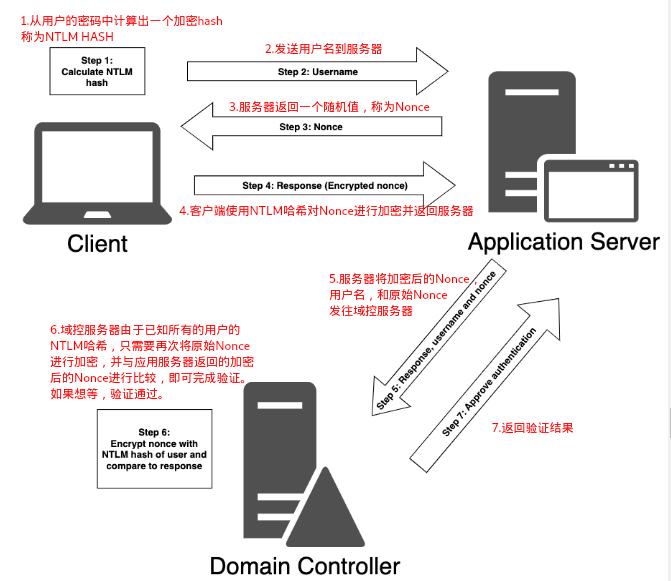 1.从用户的密码中计算出一个加密hash
称为NTLM HASH
Step 1:
Calculate NTLM
hash
2.发送用户名到服务器
Step 2: Username
3.服务器返回一个随机值，称为Nonce
Step 3: Nonce
Step 4: Response (Encrypted nonce)
4.客户端使用NTLM哈希对Nonce进行加密并返回服务器
Client
Application Server
5.服务器将加密后的Nonce，
用户名，和原始Nonce
发往域控服务器
Step 5: Response, username and nonce
6.域控服务器由于已知所有的用户的
NTLM哈希，只需要再次将原始Nonce
进行加密，并与应用服务器返回的加密
后的Nonce进行比较，即可完成验证。
如果想等，验证通过。
Step 6:
Encrypt nonce with
NTLM hash of user and
compare to response
Step 7: Approve authentication
7.返回验证结果
Domain Controller